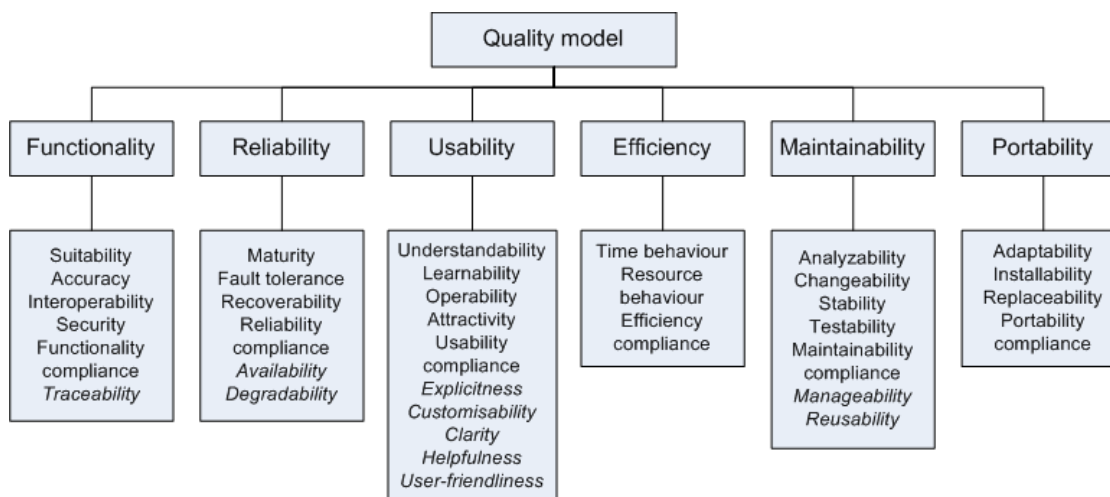 Quality model
Functionality
Reliability
Usability
Efficiency
Maintainability
Portability
Suitability
Accuracy
Interoperability
Security
Functionality
compliance
Traceability
Maturity
Fault tolerance
Recoverability
Reliability
compliance
Availability
Degradability
Understandability
Learnability
Operability
Attractivity
Usability
compliance
Explicitness
Customisability
Clarity
Helpfulness
User-friendliness
Time behaviour
Resource
behaviour
Efficiency
compliance
Analyzability
Changeability
Stability
Testability
Maintainability
compliance
Manageability
Reusability
Adaptability
Installability
Replaceability
Portability
compliance